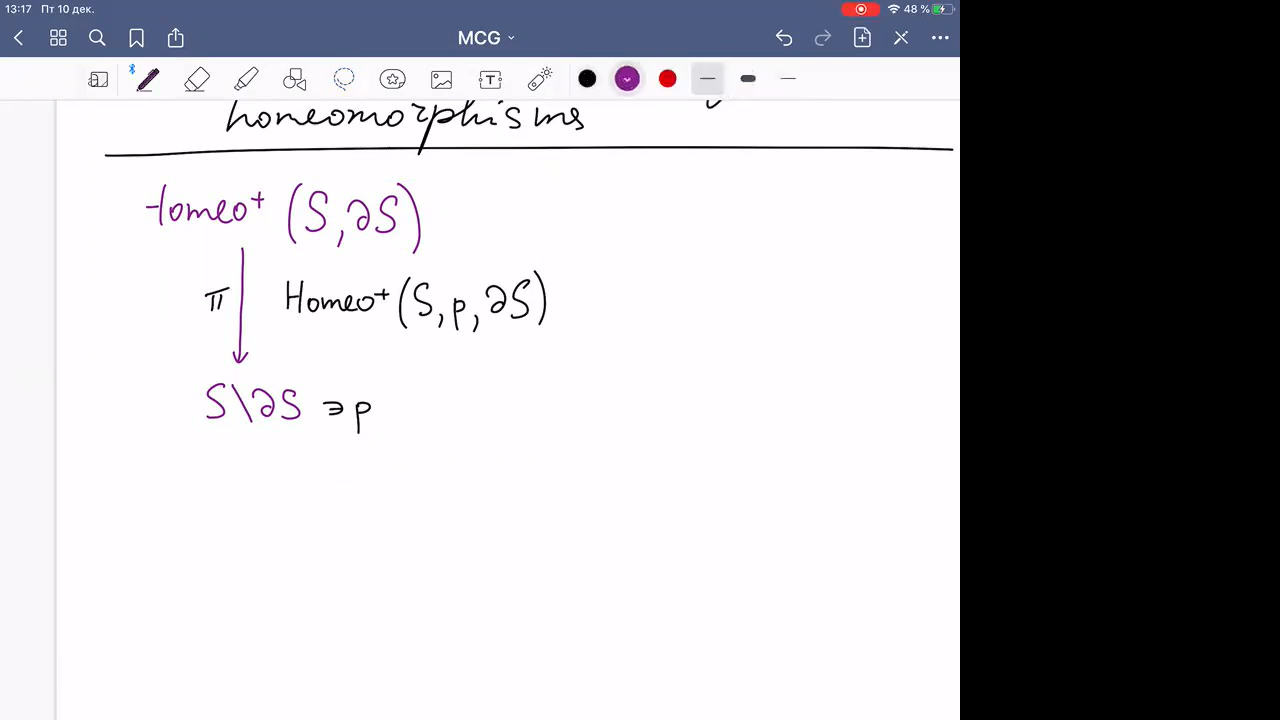 13:17 Пт 10 дек. 48 %
MCG
T
homeomorphisms
Homeo⁺ (S,∂S)
π Homeo⁺ (S,p,∂S)
S\∂S ∋ p